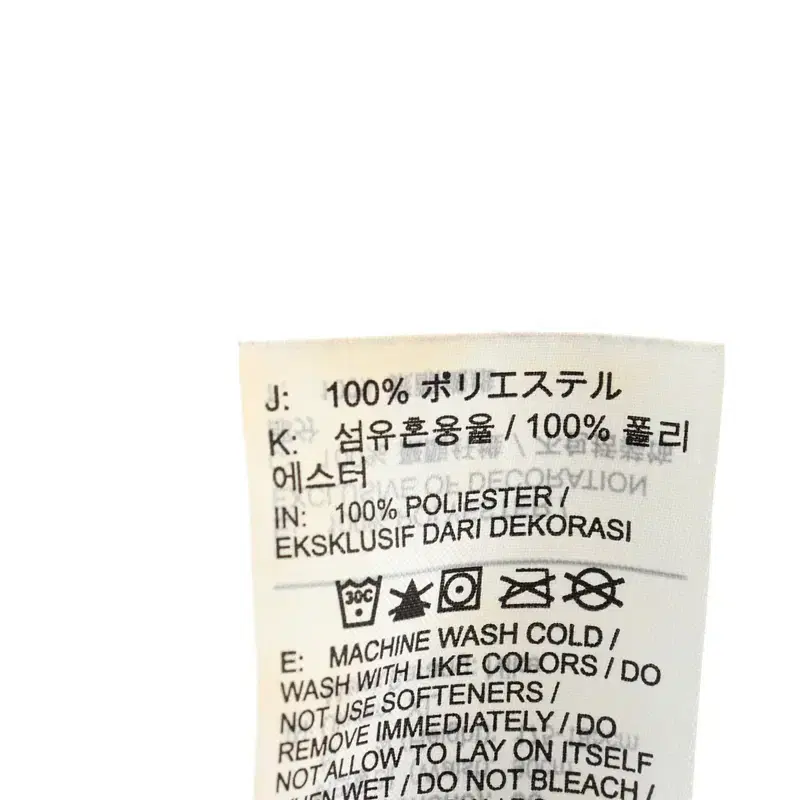 J: 100% ポリエステル
K: 섬유혼용율 / 100% 폴리
에스터
IN: 100% POLIESTER /
EKSKLUSIF DARI DEKORASI
30C
E: MACHINE WASH COLD /
WASH WITH LIKE COLORS / DO
NOT USE SOFTENERS /
REMOVE IMMEDIATELY / DO
NOT ALLOW TO LAY ON ITSELF
WHEN WET / DO NOT BLEACH /